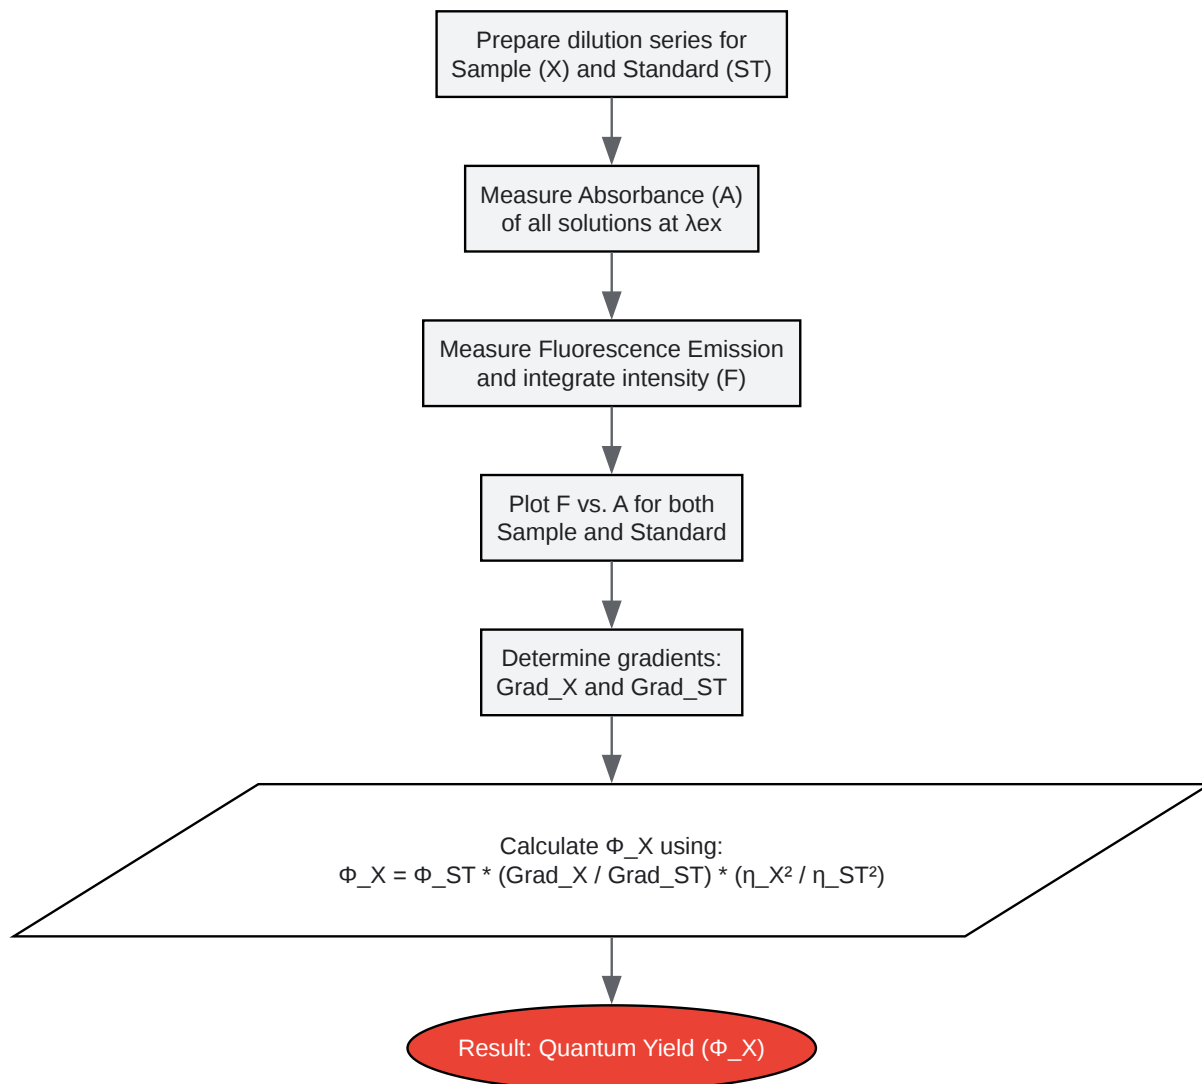 Prepare dilution series for
Sample (X) and Standard (ST)
Measure Absorbance (A)
of all solutions at λex
Measure Fluorescence Emission
and integrate intensity (F)
Plot F vs. A for both
Sample and Standard
Determine gradients:
Grad_X and Grad_ST
Calculate Φ_X using:
Φ_X = Φ_ST * (Grad_X / Grad_ST) * (η_X² / η_ST²)
Result: Quantum Yield (Φ_X)